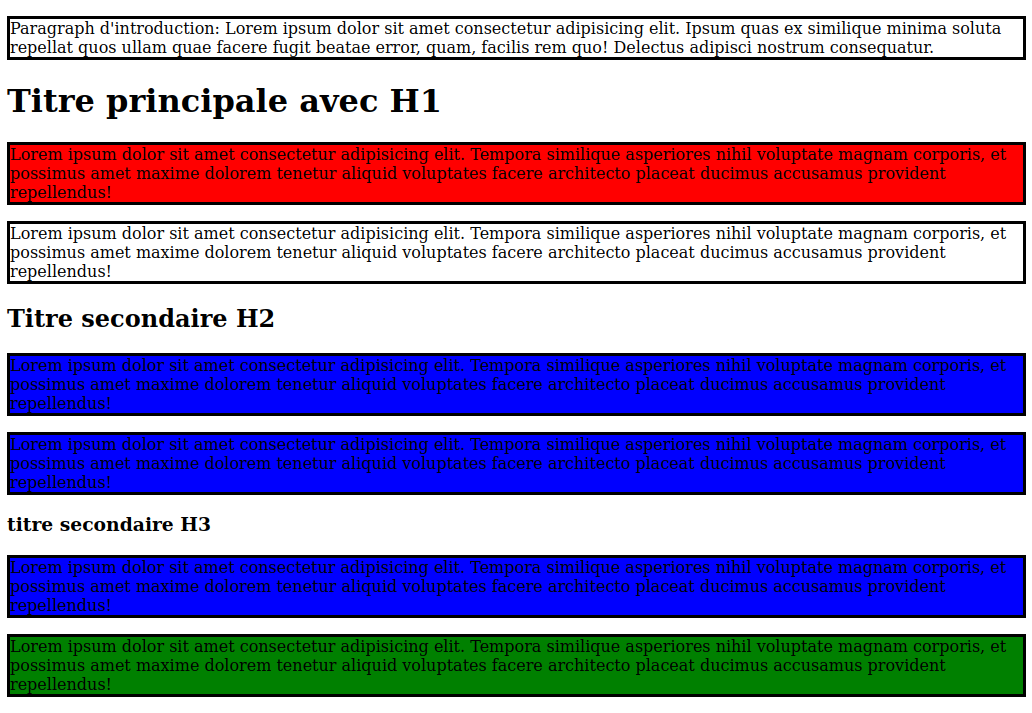 Paragraph d'introduction: Lorem ipsum dolor sit amet consectetur adipisicing elit. Ipsum quas ex similique minima soluta
repellat quos ullam quae facere fugit beatae error, quam, facilis rem quo! Delectus adipisci nostrum consequatur.
Titre principale avec H1
Lorem ipsum dolor sit amet consectetur adipisicing elit. Tempora similique asperiores nihil voluptate magnam corporis, et
possimus amet maxime dolorem tenetur aliquid voluptates facere architecto placeat ducimus accusamus provident
repellendus!
Lorem ipsum dolor sit amet consectetur adipisicing elit. Tempora similique asperiores nihil voluptate magnam corporis, et
possimus amet maxime dolorem tenetur aliquid voluptates facere architecto placeat ducimus accusamus provident
repellendus!
Titre secondaire H2
Lorem ipsum dolor sit amet consectetur adipisicing elit. Tempora similique asperiores nihil voluptate magnam corporis, et
possimus amet maxime dolorem tenetur aliquid voluptates facere architecto placeat ducimus accusamus provident
repellendus!
Lorem ipsum dolor sit amet consectetur adipisicing elit. Tempora similique asperiores nihil voluptate magnam corporis, et
possimus amet maxime dolorem tenetur aliquid voluptates facere architecto placeat ducimus accusamus provident
repellendus!
titre secondaire H3
Lorem ipsum dolor sit amet consectetur adipisicing elit. Tempora similique asperiores nihil voluptate magnam corporis, et
possimus amet maxime dolorem tenetur aliquid voluptates facere architecto placeat ducimus accusamus provident
repellendus!
Lorem ipsum dolor sit amet consectetur adipisicing elit. Tempora similique asperiores nihil voluptate magnam corporis, et
possimus amet maxime dolorem tenetur aliquid voluptates facere architecto placeat ducimus accusamus provident
repellendus!